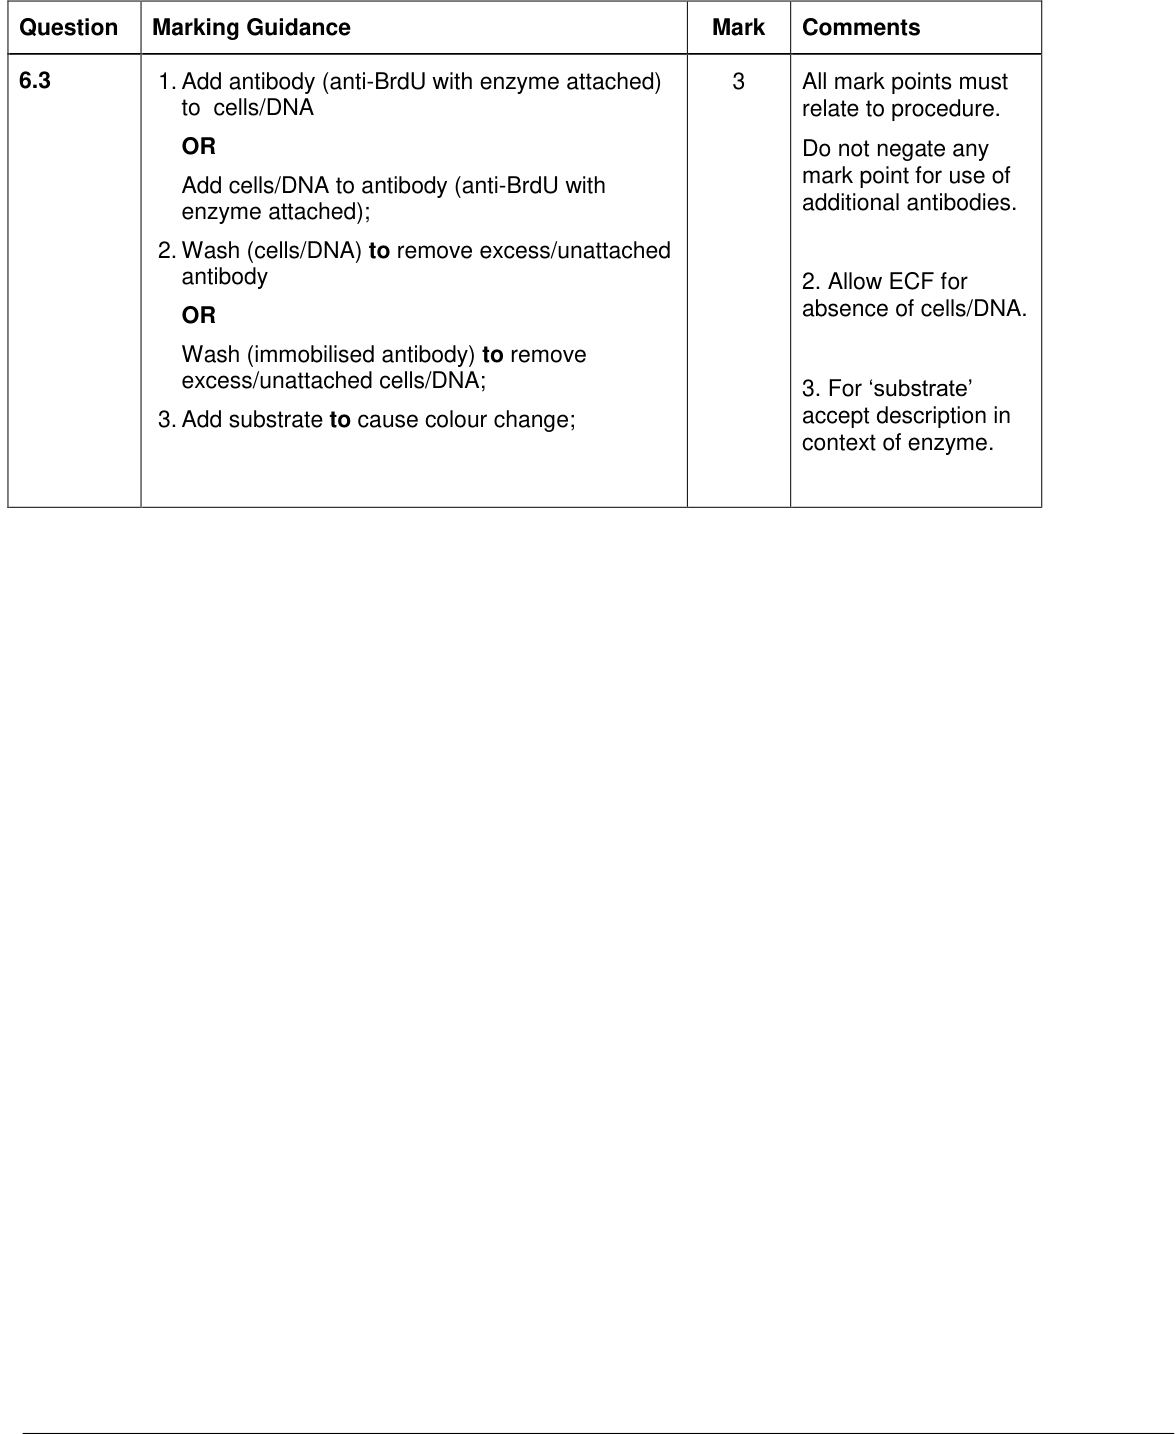 Question Marking Guidance Mark Comments
6.3
1. Add antibody (anti-BrdU with enzyme attached)
to cells/DNA
OR
Add cells/DNA to antibody (anti-BrdU with
enzyme attached);
2. Wash (cells/DNA) to remove excess/unattached
antibody
OR
Wash (immobilised antibody) to remove
excess/unattached cells/DNA;
3. Add substrate to cause colour change;
3
All mark points must
relate to procedure.
Do not negate any
mark point for use of
additional antibodies.
2. Allow ECF for
absence of cells/DNA.
3. For ‘substrate’
accept description in
context of enzyme.